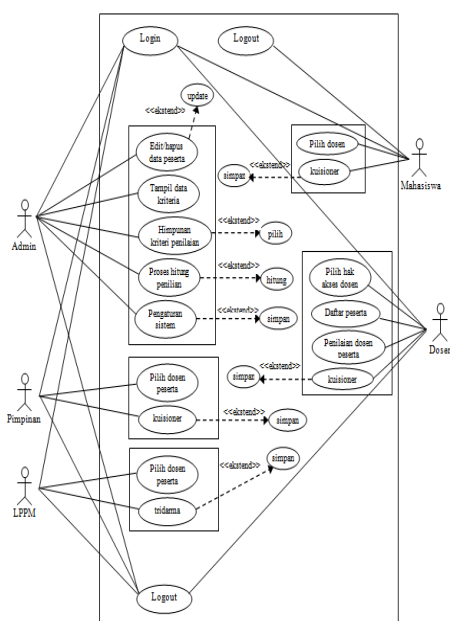 Login
Logout
update
<<ekstend>>
Edit/hapus
data peserta
Pilih dosen
<<ekstend>>
simpan
kuisioner
Mahasiswa
Tampil data
kriteria
Admin
Himpunan
kriteri penilaian
<<ekstend>>
pilih
Proses hitung
penilian
<<ekstend>>
hitung
Pilih hak
akses dosen
Pengaturan
sistem
<<ekstend>>
simpan
Daftar peserta
Penilaian dosen
peserta
Dosen
Pilih dosen
peserta
simpan
<<ekstend>>
kuisioner
Pimpinan
kuisioner
<<ekstend>>
simpan
Pilih dosen
peserta
<<ekstend>>
simpan
LPPM
tridarma
Logout